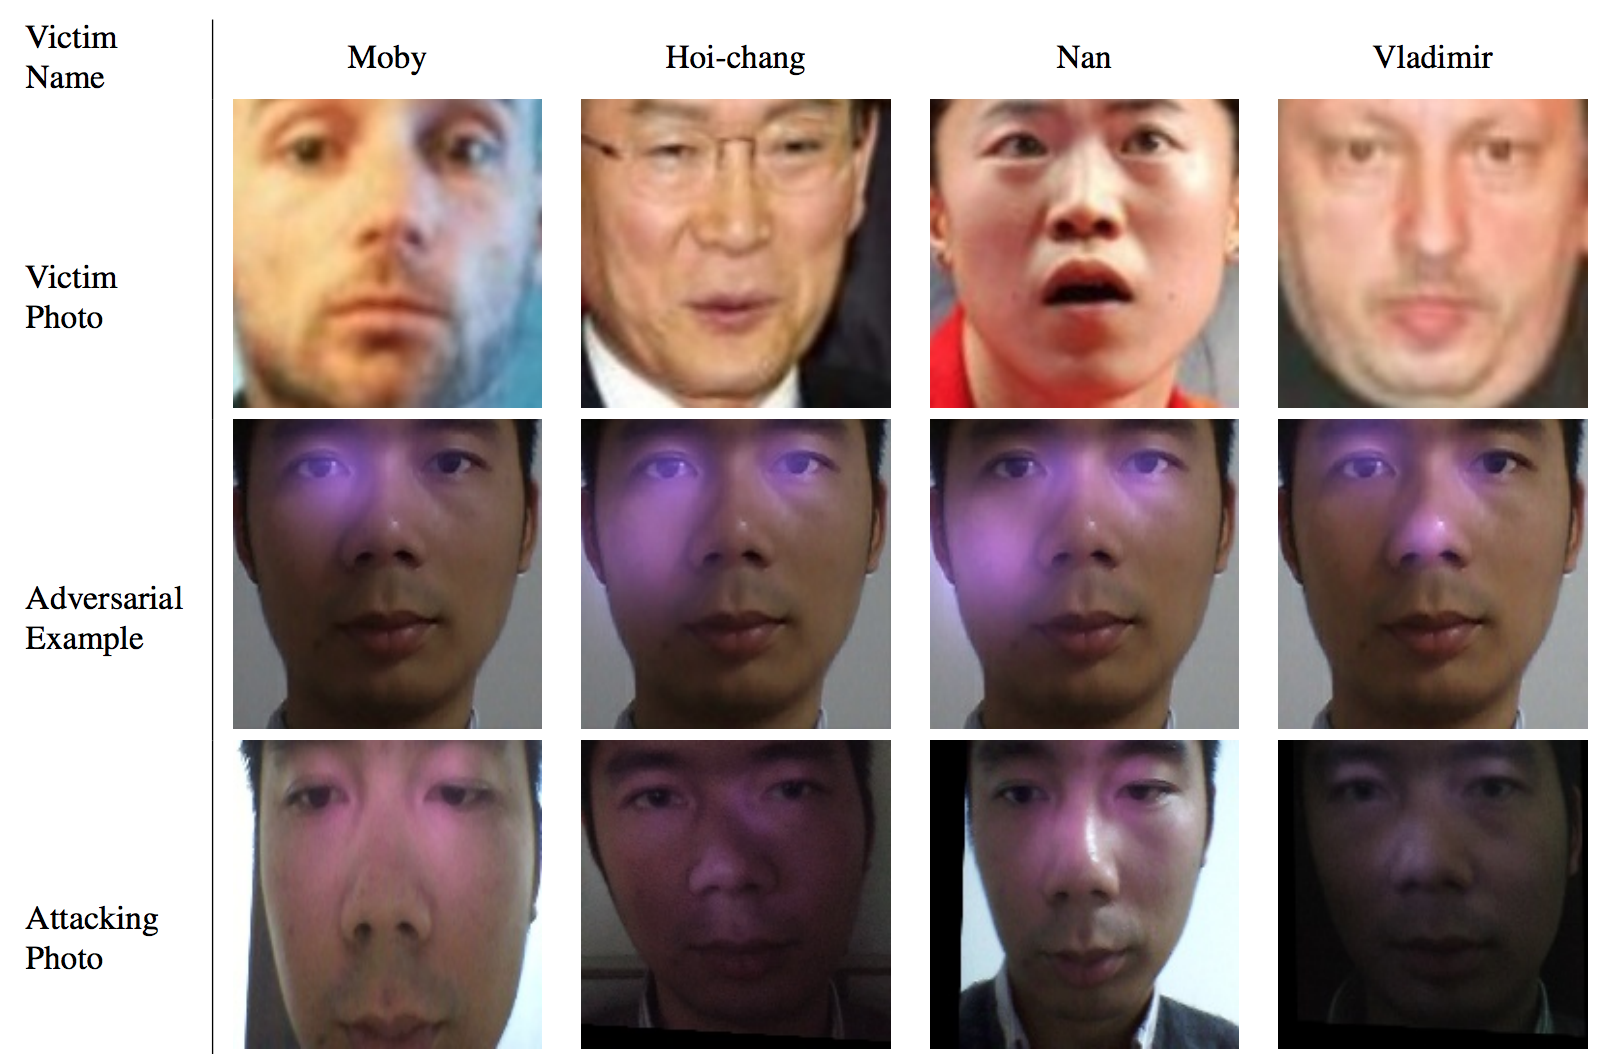 Victim
Name
Moby
Hoi-chang
Nan
Vladimir
Victim
Photo
Adversarial
Example
Attacking
Photo